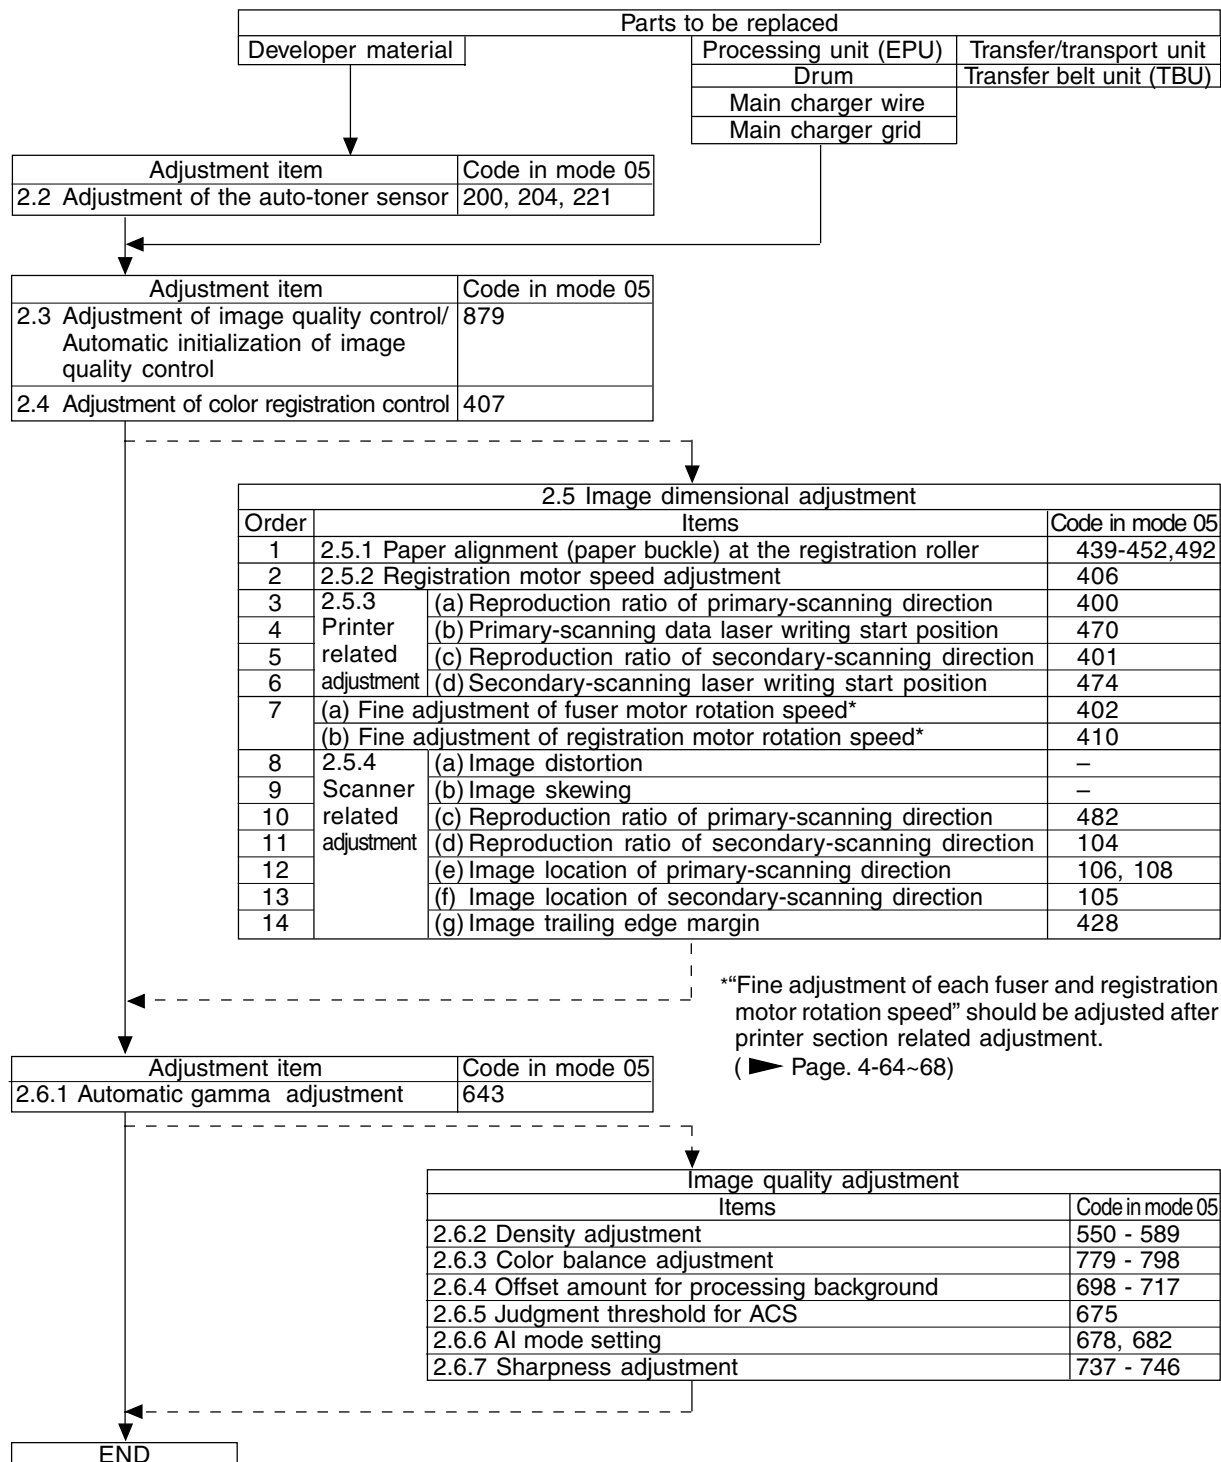 Parts to be replaced
Developer material
Processing unit (EPU) Transfer/transport unit
Drum Transfer belt unit (TBU)
Main charger wire
Main charger grid
Adjustment item Code in mode 05
2.2 Adjustment of the auto-toner sensor 200, 204, 221
Adjustment item Code in mode 05
2.3 Adjustment of image quality control/ 879
Automatic initialization of image
quality control
2.4 Adjustment of color registration control 407
2.5 Image dimensional adjustment
Order Items Code in mode 05
1 2.5.1 Paper alignment (paper buckle) at the registration roller 439-452,492
2 2.5.2 Registration motor speed adjustment 406
3 2.5.3 (a) Reproduction ratio of primary-scanning direction 400
4 Printer (b) Primary-scanning data laser writing start position 470
5 related (c) Reproduction ratio of secondary-scanning direction 401
6 adjustment (d) Secondary-scanning laser writing start position 474
7 (a) Fine adjustment of fuser motor rotation speed* 402
(b) Fine adjustment of registration motor rotation speed* 410
8 2.5.4 (a) Image distortion –
9 Scanner (b) Image skewing –
10 related (c) Reproduction ratio of primary-scanning direction 482
11 adjustment (d) Reproduction ratio of secondary-scanning direction 104
12 (e) Image location of primary-scanning direction 106, 108
13 (f) Image location of secondary-scanning direction 105
14 (g) Image trailing edge margin 428
*“Fine adjustment of each fuser and registration
motor rotation speed” should be adjusted after
printer section related adjustment.
( ► Page. 4-64~68)
Adjustment item Code in mode 05
2.6.1 Automatic gamma adjustment 643
Image quality adjustment
Items Code in mode 05
2.6.2 Density adjustment 550 - 589
2.6.3 Color balance adjustment 779 - 798
2.6.4 Offset amount for processing background 698 - 717
2.6.5 Judgment threshold for ACS 675
2.6.6 AI mode setting 678, 682
2.6.7 Sharpness adjustment 737 - 746
END